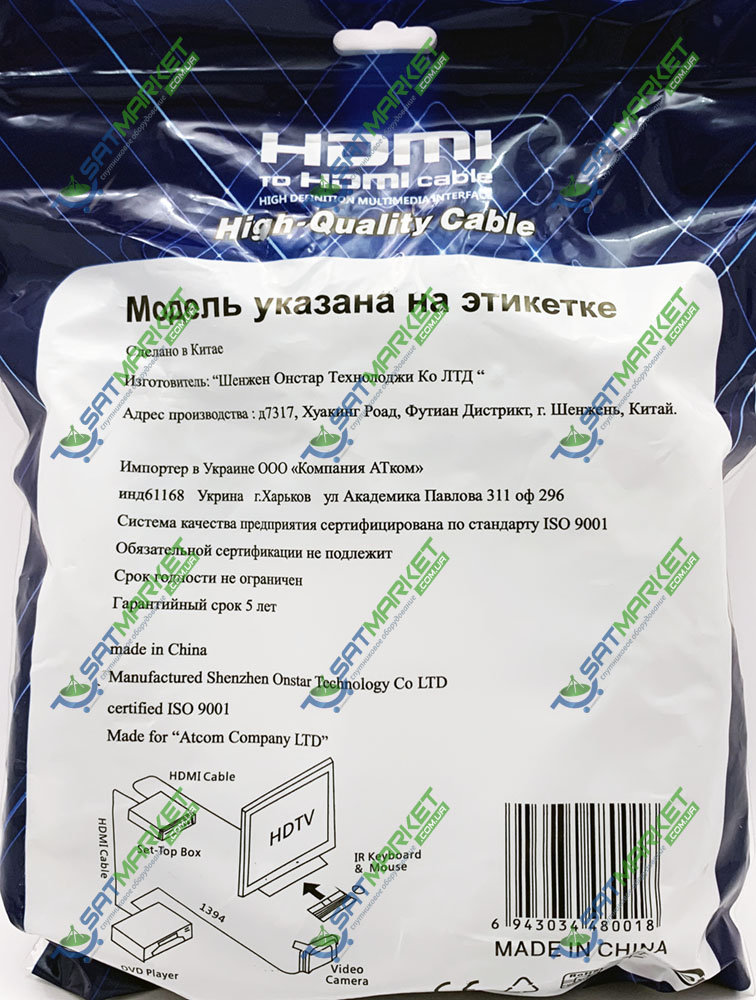 HDMI
TO HDMI cable
HIGH DEFINITION MULTIMEDIA INTERFACE
High-Quality Cable
Модель указана на этикетке
Сделано в Китае
Изготовитель: “Шенжен Онстар Технолоджи Ко ЛТД “
Адрес производства : д7317, Хуакинг Роад, Футиан Дистрикт, г. Шенжень, Китай.
Импортер в Украине ООО «Компания АТком»
инд61168 Укрина г.Харьков ул Академика Павлова 311 оф 296
Система качества предприятия сертифицирована по стандарту ISO 9001
Обязательной сертификации не подлежит
Срок годности не ограничен
Гарантийный срок 5 лет
made in China
Manufactured Shenzhen Onstar Technology Co LTD
certified ISO 9001
Made for “Atcom Company LTD”
HDMI Cable
HDMI Cable
HDTV
Set-Top Box
IR Keyboard
& Mouse
1394
DVD Player
Video
Camera
6 943034 480018
MADE IN CHINA
SATMARKET.COM.UA
спутниковое оборудование